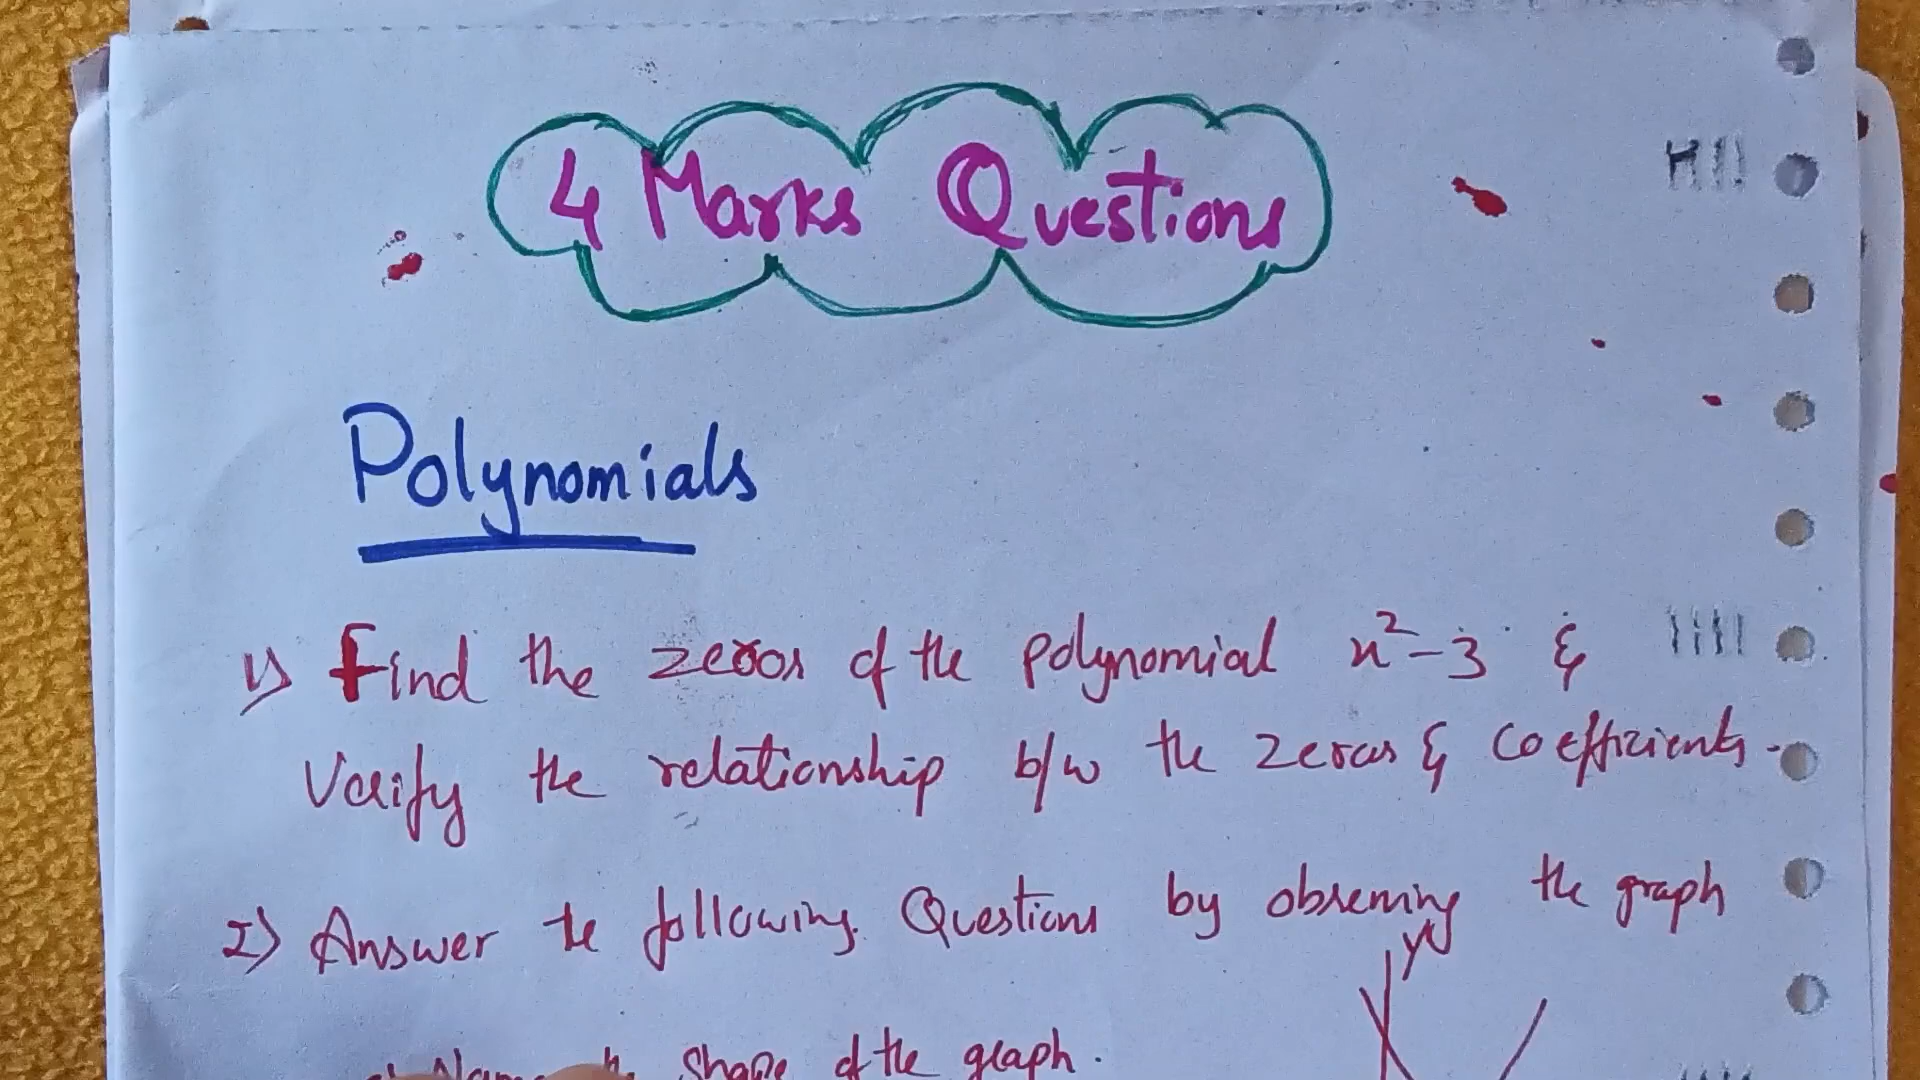 4 Marks Questions
Polynomials
1) Find the zeros of the polynomial x²-3 &
Verify the relationship b/w the zeros & coefficients.
2) Answer the following Questions by obserning the graph
y
shape of the graph.